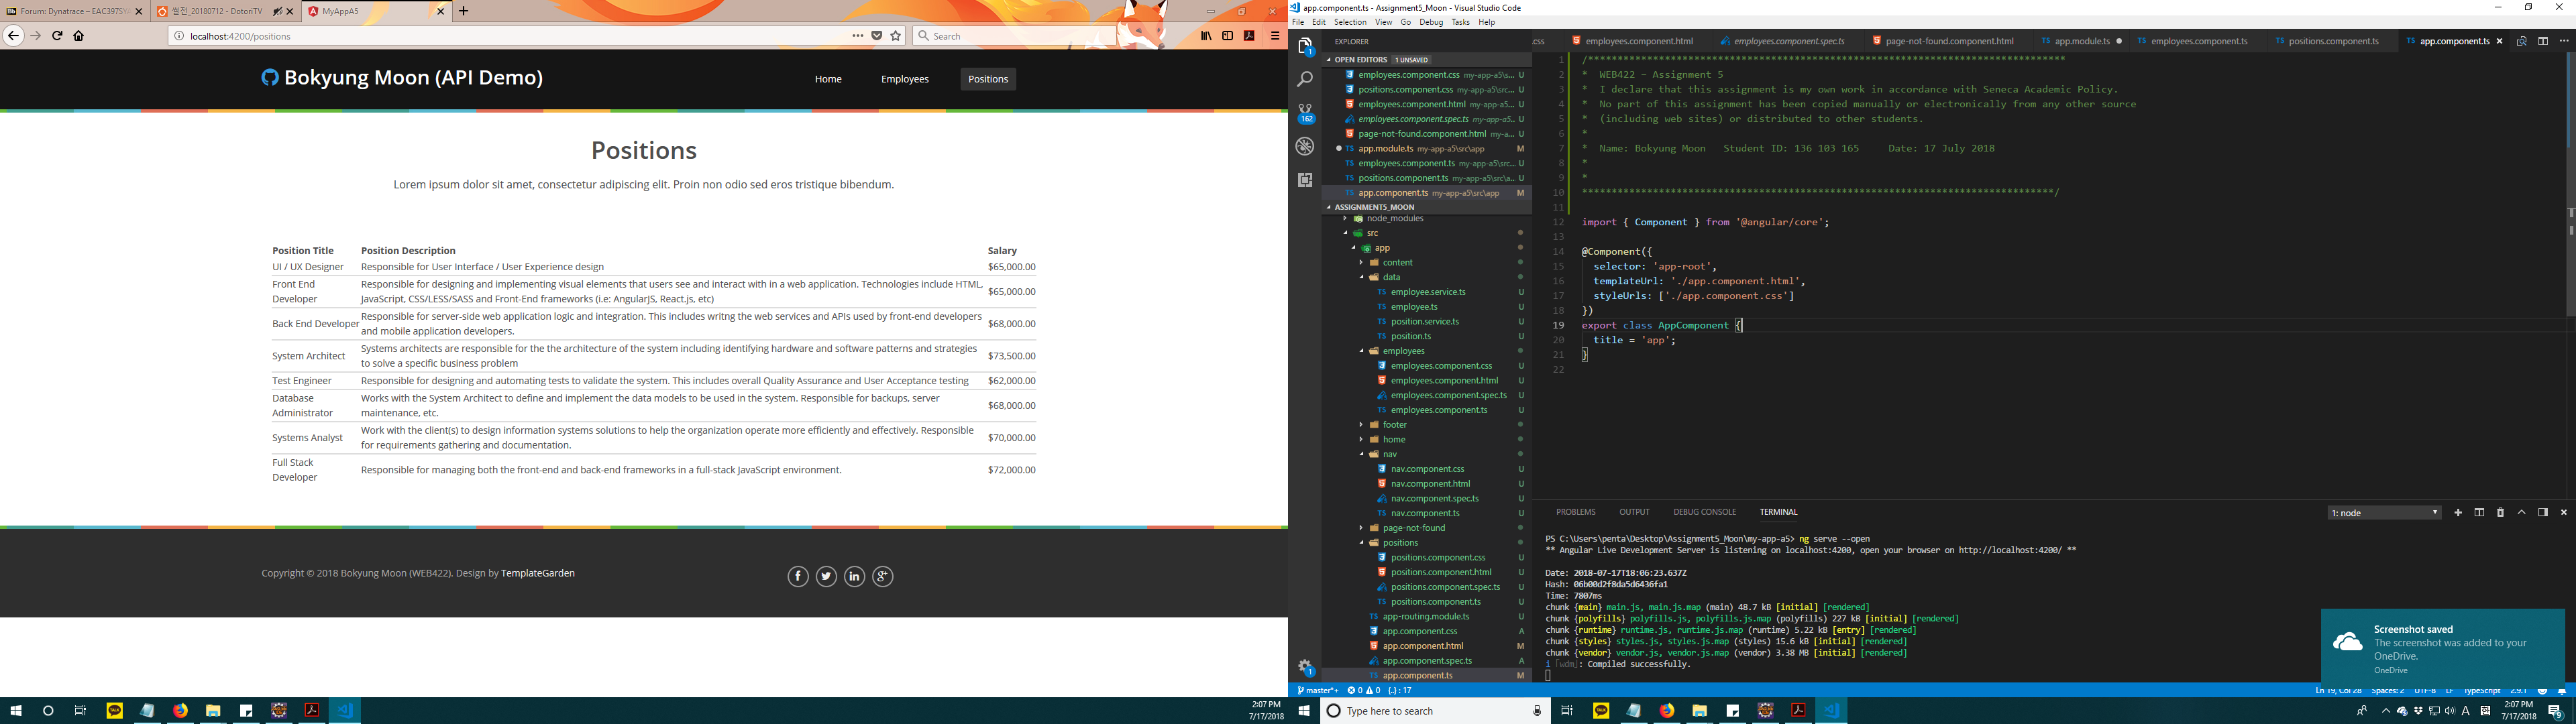 Forum: Dynatrace – EAC397SYA
썰전_20180712 - DotoriTV
MyAppA5
localhost:4200/positions
Search
Bokyung Moon (API Demo)
Home
Employees
Positions
Positions
Lorem ipsum dolor sit amet, consectetur adipiscing elit. Proin non odio sed eros tristique bibendum.
Position Title Position Description Salary
UI / UX Designer Responsible for User Interface / User Experience design $65,000.00
Front End Developer Responsible for designing and implementing visual elements that users see and interact with in a web application. Technologies include HTML, $65,000.00
JavaScript, CSS/LESS/SASS and Front-End frameworks (i.e: AngularJS, React.js, etc)
Back End Developer Responsible for server-side web application logic and integration. This includes writng the web services and APIs used by front-end developers $68,000.00
and mobile application developers.
System Architect Systems architects are responsible for the the architecture of the system including identifying hardware and software patterns and strategies $73,500.00
to solve a specific business problem
Test Engineer Responsible for designing and automating tests to validate the system. This includes overall Quality Assurance and User Acceptance testing $62,000.00
Database Administrator Works with the System Architect to define and implement the data models to be used in the system. Responsible for backups, server $68,000.00
maintenance, etc.
Systems Analyst Work with the client(s) to design information systems solutions to help the organization operate more efficiently and effectively. Responsible $70,000.00
for requirements gathering and documentation.
Full Stack Developer Responsible for managing both the front-end and back-end frameworks in a full-stack JavaScript environment. $72,000.00
Copyright © 2018 Bokyung Moon (WEB422). Design by TemplateGarden
2:07 PM
7/17/2018
app.component.ts - Assignment5_Moon - Visual Studio Code
File Edit Selection View Go Debug Tasks Help
EXPLORER
OPEN EDITORS 1 UNSAVED
employees.component.css my-app-a5\s... U
positions.component.css my-app-a5\src... U
employees.component.html my-app-a5... U
employees.component.spec.ts my-app-a5... U
page-not-found.component.html my-a... U
app.module.ts my-app-a5\src\app M
employees.component.ts my-app-a5\src... U
positions.component.ts my-app-a5\src\a... U
app.component.ts my-app-a5\src\app M
ASSIGNMENT5_MOON
node_modules
src
app
content
data
employee.service.ts U
employee.ts U
position.service.ts U
position.ts U
employees
employees.component.css U
employees.component.html U
employees.component.spec.ts U
employees.component.ts U
footer
home
nav
nav.component.css U
nav.component.html U
nav.component.spec.ts U
nav.component.ts U
page-not-found
positions
positions.component.css U
positions.component.html U
positions.component.spec.ts U
positions.component.ts U
app-routing.module.ts U
app.component.css A
app.component.html M
app.component.spec.ts A
app.component.ts M
1
162
1
.css employees.component.html employees.component.spec.ts page-not-found.component.html app.module.ts employees.component.ts positions.component.ts app.component.ts
2 * WEB422 – Assignment 5
3 * I declare that this assignment is my own work in accordance with Seneca Academic Policy.
4 * No part of this assignment has been copied manually or electronically from any other source
5 * (including web sites) or distributed to other students.
6 *
7 * Name: Bokyung Moon Student ID: 136 103 165 Date: 17 July 2018
8 *
9 *
10
11
12 import { Component } from '@angular/core';
13
14 @Component({
15 selector: 'app-root',
16 templateUrl: './app.component.html',
17 styleUrls: ['./app.component.css']
18 })
19 export class AppComponent {
20 title = 'app';
21 }
22
PROBLEMS OUTPUT DEBUG CONSOLE TERMINAL 1: node
PS C:\Users\penta\Desktop\Assignment5_Moon\my-app-a5> ng serve --open
** Angular Live Development Server is listening on localhost:4200, open your browser on http://localhost:4200/ **
Date: 2018-07-17T18:06:23.637Z
Hash: 06b00d2f8da5d6436fa1
Time: 7807ms
chunk {main} main.js, main.js.map (main) 48.7 kB [initial] [rendered]
chunk {polyfills} polyfills.js, polyfills.js.map (polyfills) 227 kB [initial] [rendered]
chunk {runtime} runtime.js, runtime.js.map (runtime) 5.22 kB [entry] [rendered]
chunk {styles} styles.js, styles.js.map (styles) 15.6 kB [initial] [rendered]
chunk {vendor} vendor.js, vendor.js.map (vendor) 3.38 MB [initial] [rendered]
i ｢wdm｣: Compiled successfully.
Screenshot saved
The screenshot was added to your
OneDrive.
OneDrive
master*+ 0 0 {..} : 17 Ln 19, Col 28 Spaces: 2 UTF-8 LF TypeScript 2.9.1
Type here to search
2:07 PM
7/17/2018